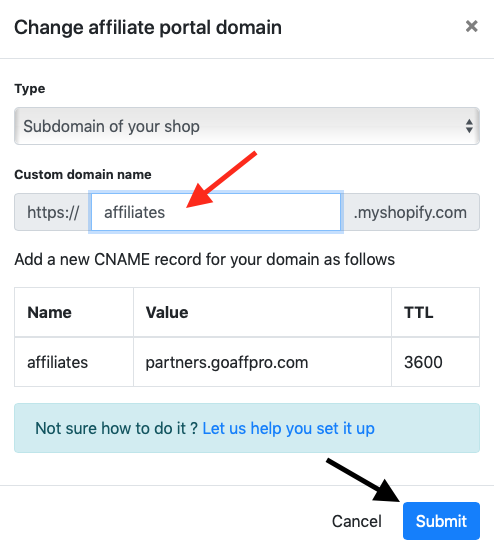 Change affiliate portal domain ×
Type
Subdomain of your shop
Custom domain name
https:// affiliates .myshopify.com
Add a new CNAME record for your domain as follows
Name Value TTL
affiliates partners.goaffpro.com 3600
Not sure how to do it ? Let us help you set it up
Cancel Submit